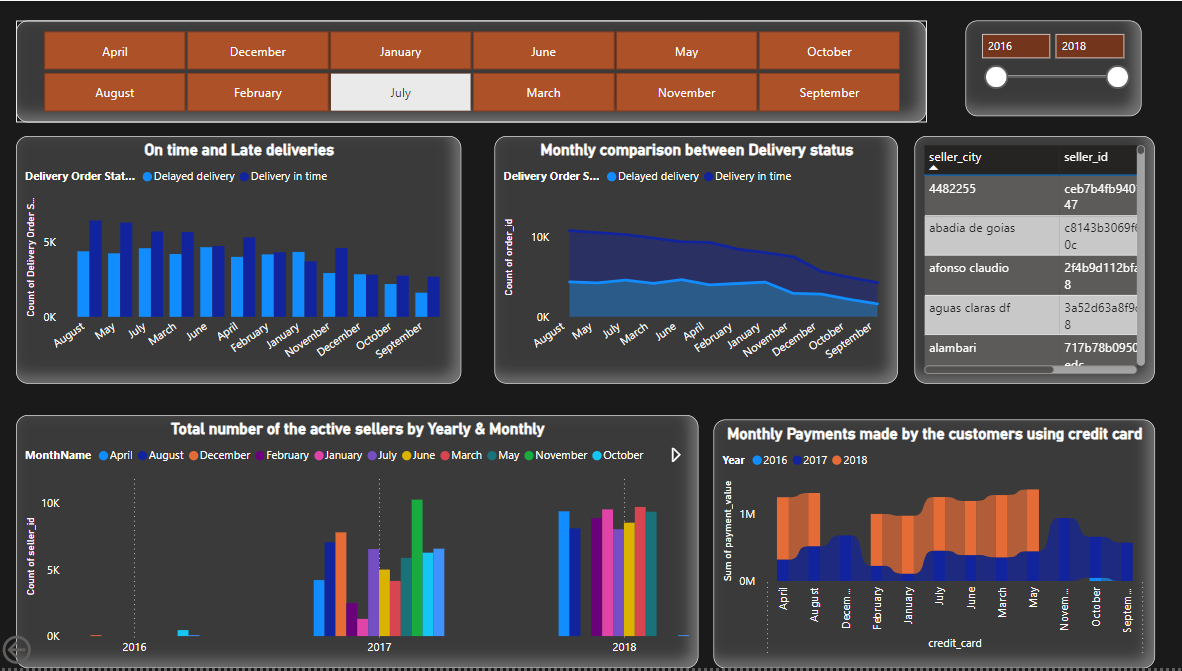 April December January June May October
August February July March November September
2016 2018
On time and Late deliveries
Delivery Order Stat... Delayed delivery Delivery in time
Count of Delivery Order S...
5K
0K
August May July March June April February January November December October September
Monthly comparison between Delivery status
Delivery Order S... Delayed delivery Delivery in time
Count of order_id
10K
0K
August May July March June April February January November December October September
seller_city seller_id
4482255 ceb7b4fb940
47
abadia de goias c8143b3069f
0c
afonso claudio 2f4b9d112bfa
8
aguas claras df 3a52d63a8f9
8
alambari 717b78b0950
edc
Total number of the active sellers by Yearly & Monthly
MonthName April August December February January July June March May November October
Count of seller_id
10K
5K
0K
2016 2017 2018
Monthly Payments made by the customers using credit card
Year 2016 2017 2018
Sum of payment_value
1M
0M
April August Decem... February January July June March May Novem... October Septem...
credit_card